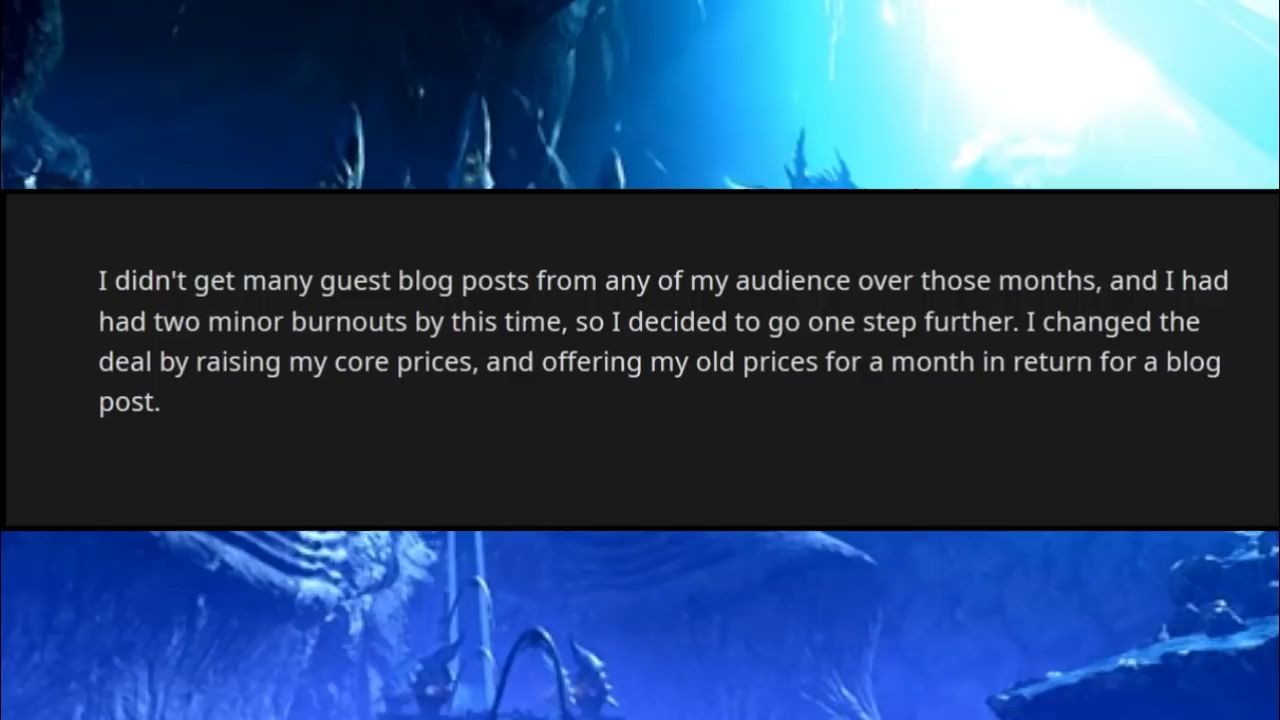 I didn't get many guest blog posts from any of my audience over those months, and I had
had two minor burnouts by this time, so I decided to go one step further. I changed the
deal by raising my core prices, and offering my old prices for a month in return for a blog
post.